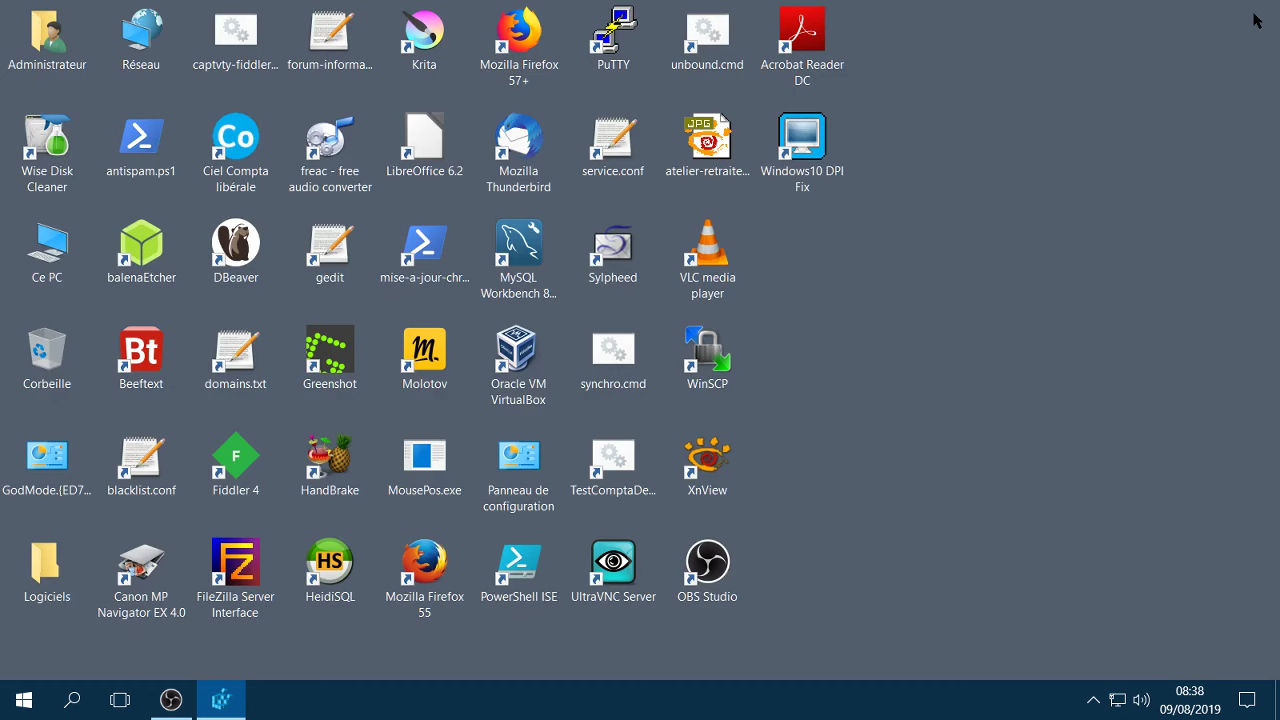 Administrateur
Réseau
captvty-fiddler...
forum-informa...
Krita
Mozilla Firefox
57+
PuTTY
unbound.cmd
Acrobat Reader
DC
Wise Disk
Cleaner
antispam.ps1
Co
Ciel Compta
libérale
freac - free
audio converter
LibreOffice 6.2
Mozilla
Thunderbird
service.conf
JPG
atelier-retraite...
Windows10 DPI
Fix
Ce PC
balenaEtcher
DBeaver
gedit
mise-a-jour-chr...
MySQL
Workbench 8...
Sylpheed
VLC media
player
Corbeille
Bt
Beeftext
domains.txt
Greenshot
Molotov
Oracle VM
VirtualBox
synchro.cmd
WinSCP
GodMode.{ED7...
blacklist.conf
F
Fiddler 4
HandBrake
MousePos.exe
Panneau de
configuration
TestComptaDe...
XnView
Logiciels
Canon MP
Navigator EX 4.0
FZ
FileZilla Server
Interface
HS
HeidiSQL
Mozilla Firefox
55
PowerShell ISE
UltraVNC Server
OBS Studio
08:38
09/08/2019